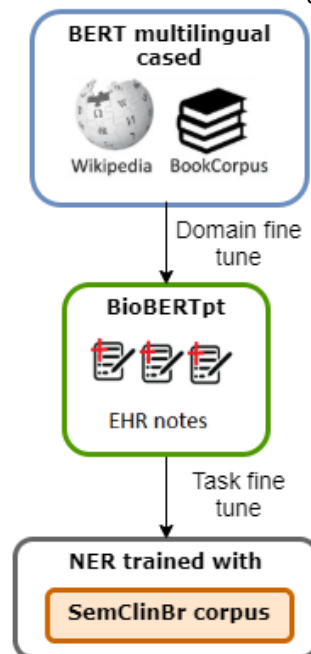 BERT multilingual
cased
Wikipedia BookCorpus
Domain fine
tune
BioBERTpt
EHR notes
Task fine
tune
NER trained with
SemClinBr corpus